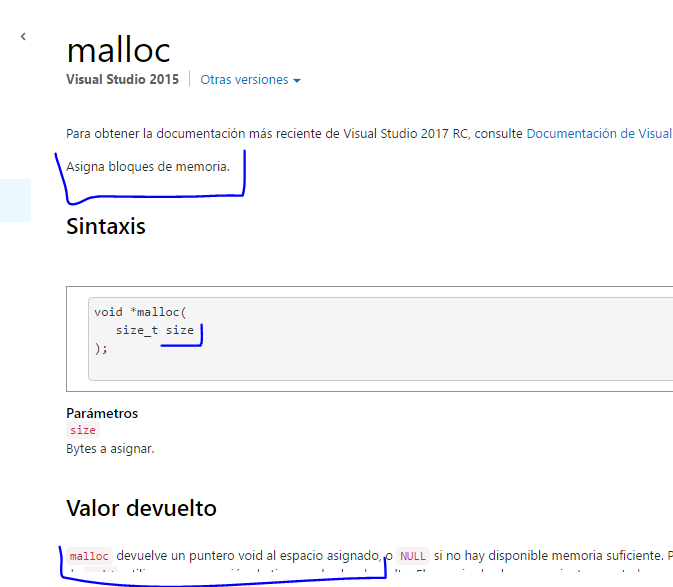 malloc
Visual Studio 2015 Otras versiones
Para obtener la documentación más reciente de Visual Studio 2017 RC, consulte Documentación de Visual
Asigna bloques de memoria.
Sintaxis
void *malloc(
size_t size
);
Parámetros
size
Bytes a asignar.
Valor devuelto
malloc devuelve un puntero void al espacio asignado, o NULL si no hay disponible memoria suficiente. P